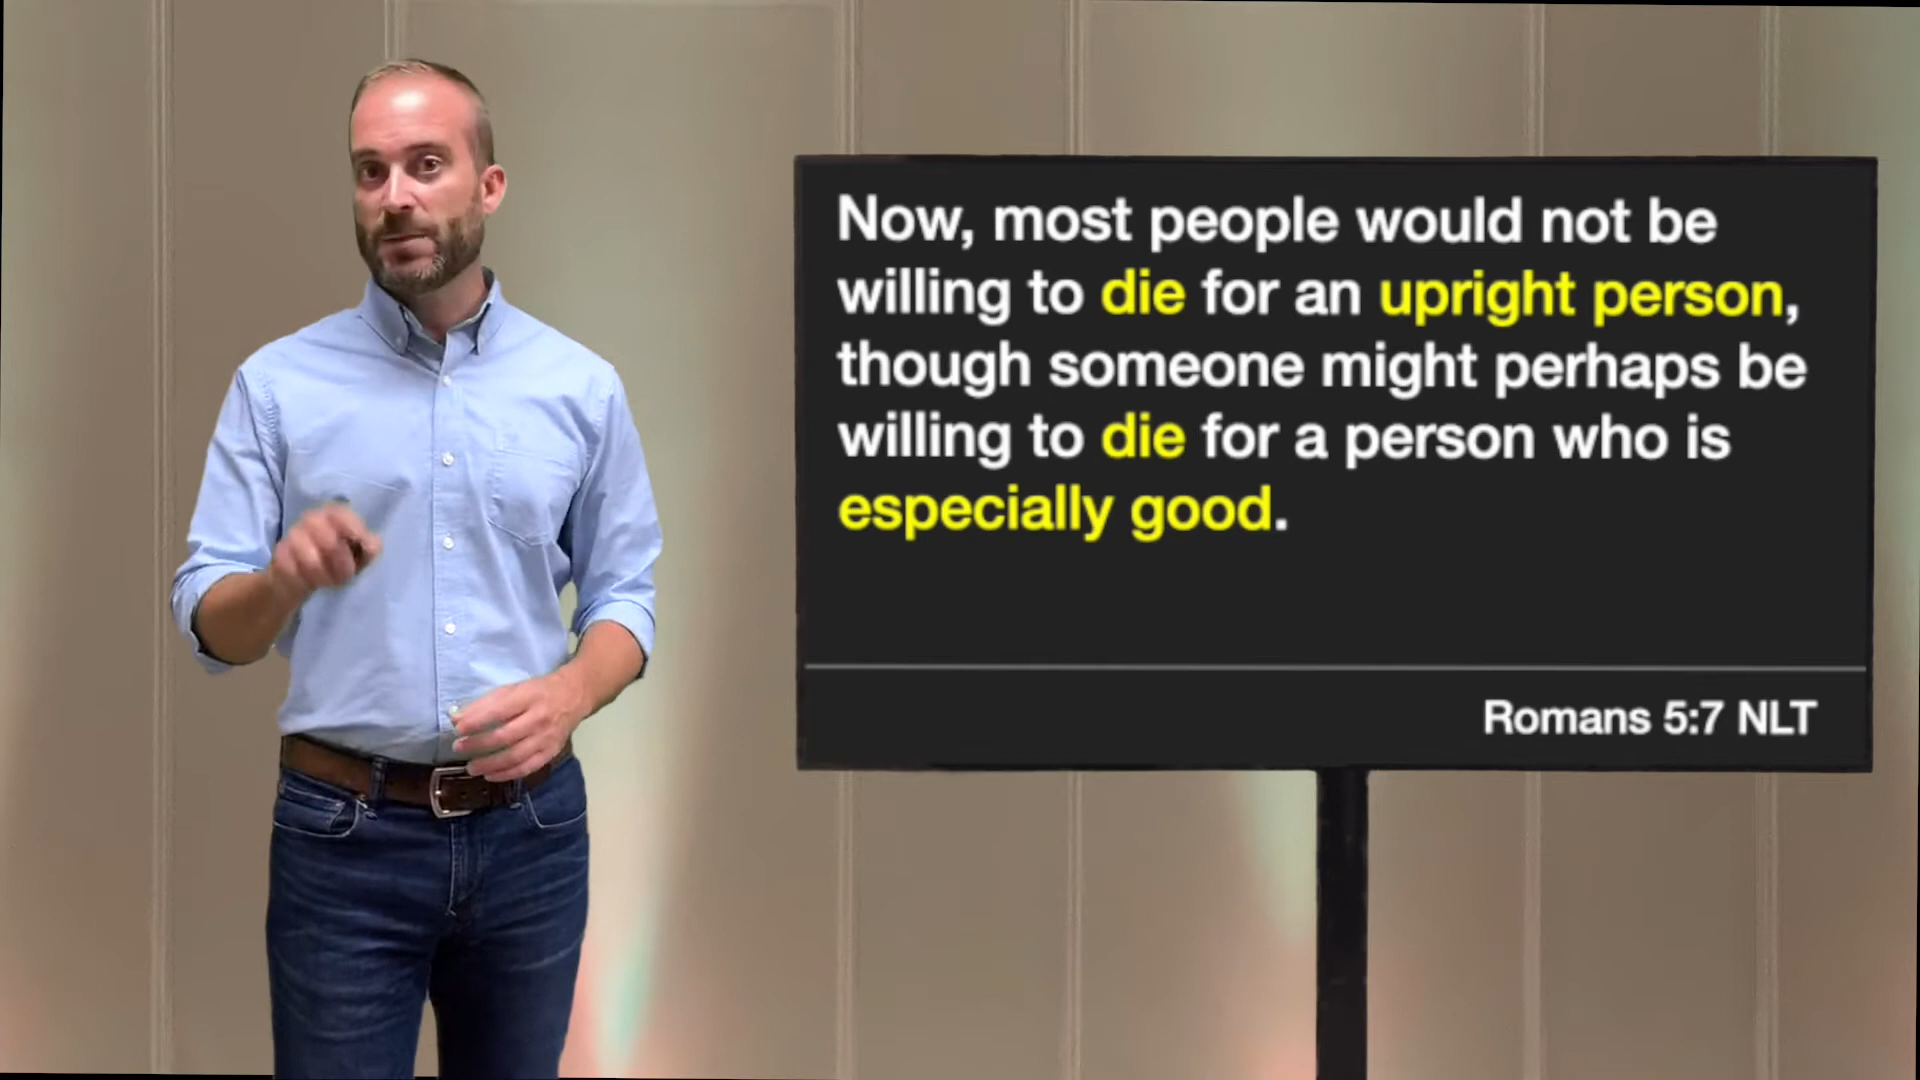 Now, most people would not be
willing to die for an upright person,
though someone might perhaps be
willing to die for a person who is
especially good.
Romans 5:7 NLT